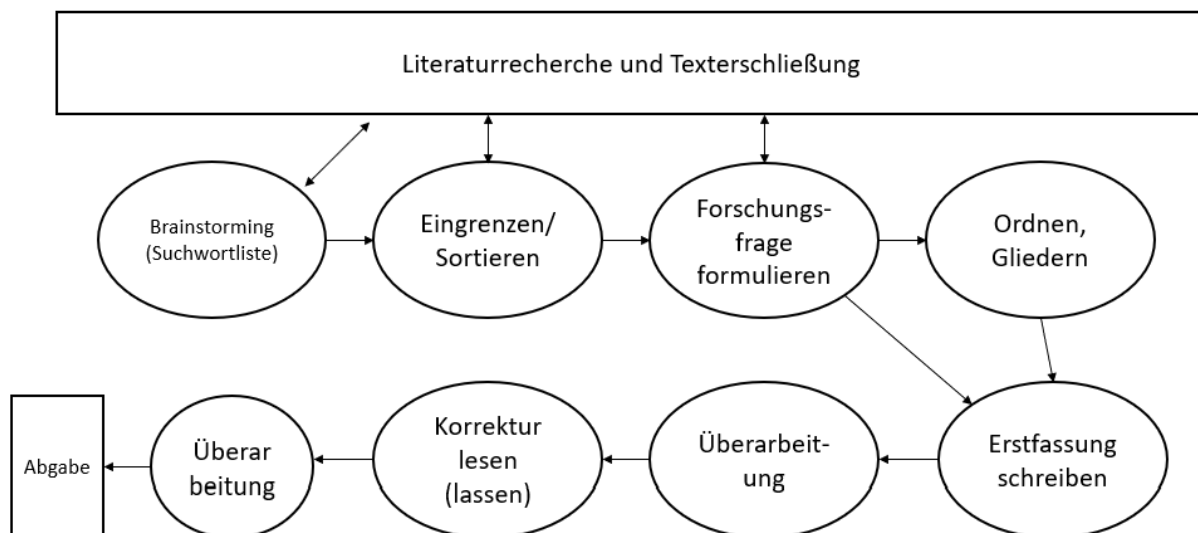 Literaturrecherche und Texterschließung
Brainstorming
(Suchwortliste)
Eingrenzen/
Sortieren
Forschungs-
frage
formulieren
Ordnen,
Gliedern
Abgabe
Überar
beitung
Korrektur
lesen
(lassen)
Überarbeit-
ung
Erstfassung
schreiben